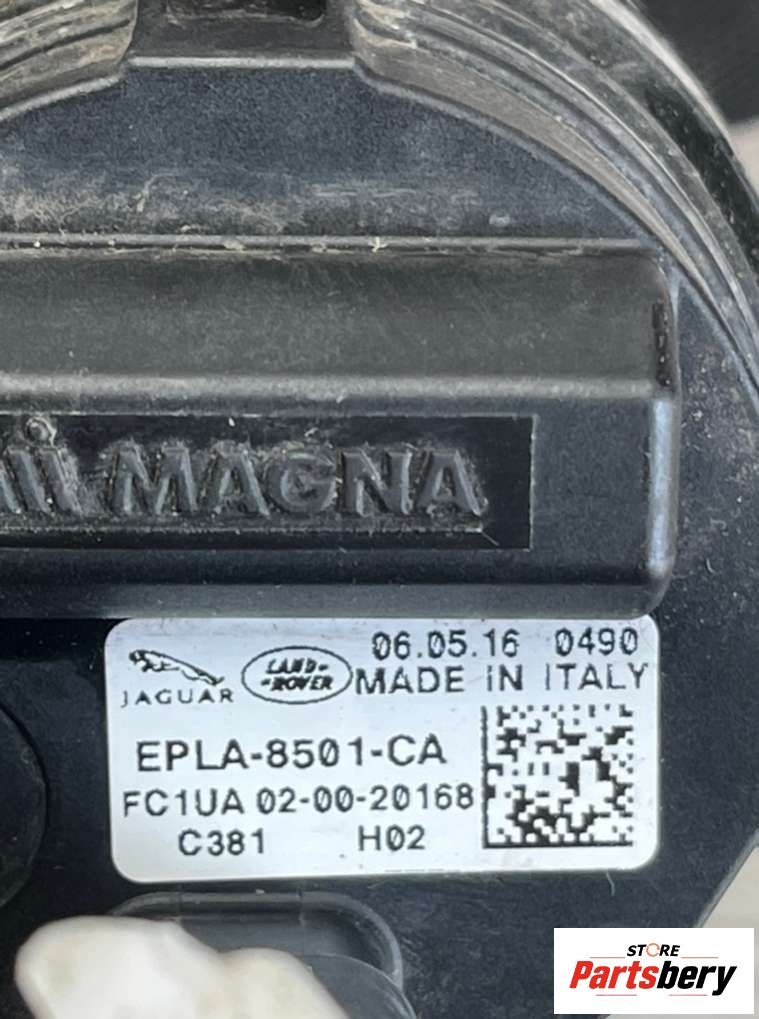 MAGNA
06.05.16 0490
JAGUAR LAND-ROVER MADE IN ITALY
EPLA-8501-CA
FC1UA 02-00-20168
C381 H02
STORE
Partsbery